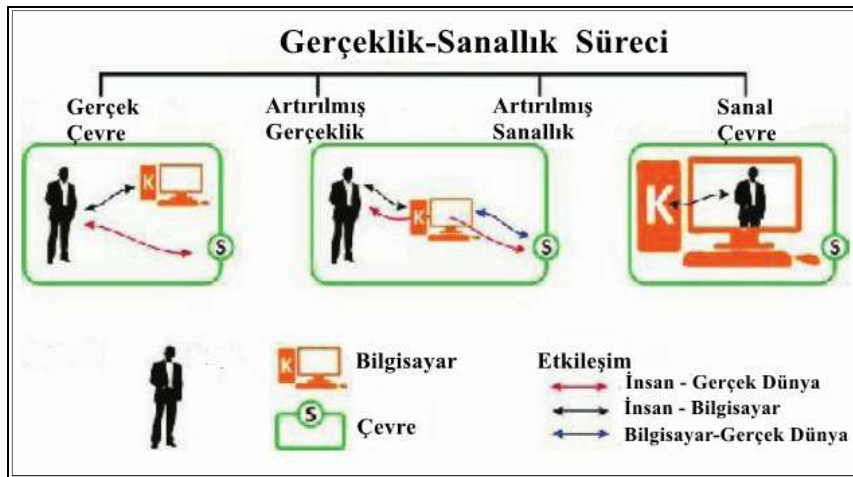 Gerçeklik-Sanallık Süreci
Gerçek
Çevre
Artırılmış
Gerçeklik
Artırılmış
Sanallık
Sanal
Çevre
K
S
K
S
K
S
K
Bilgisayar
S
Çevre
Etkileşim
İnsan - Gerçek Dünya
İnsan - Bilgisayar
Bilgisayar-Gerçek Dünya